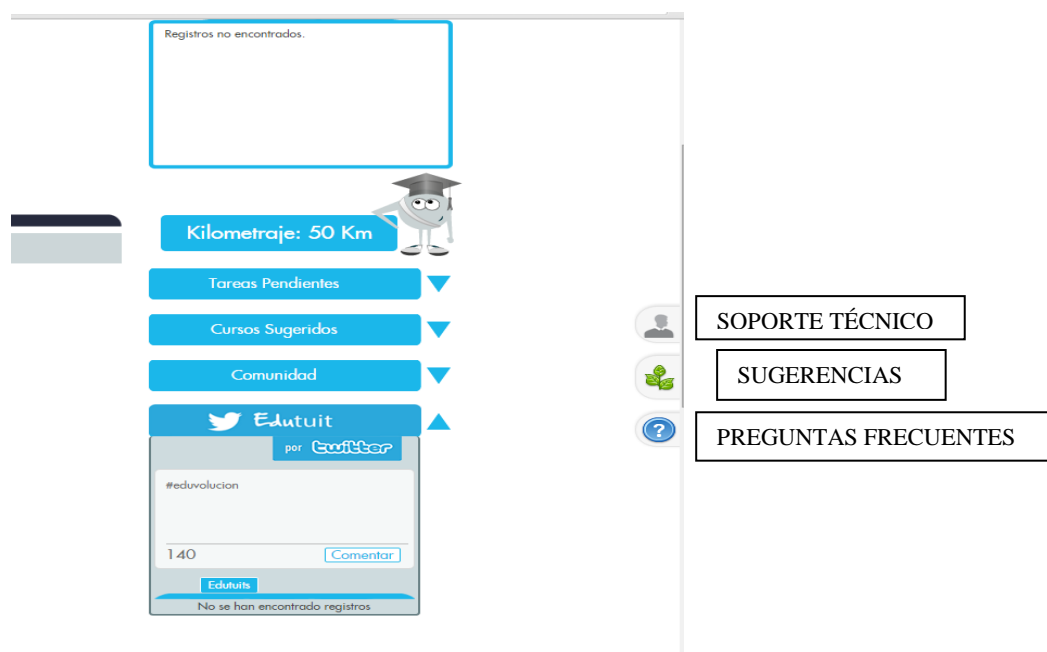 Registros no encontrados.
Kilometraje: 50 Km
Tareas Pendientes
Cursos Sugeridos
Comunidad
Edutuit
por twitter
#eduvolucion
140 Comentar
Edutuits
No se han encontrado registros
SOPORTE TÉCNICO
SUGERENCIAS
?
PREGUNTAS FRECUENTES